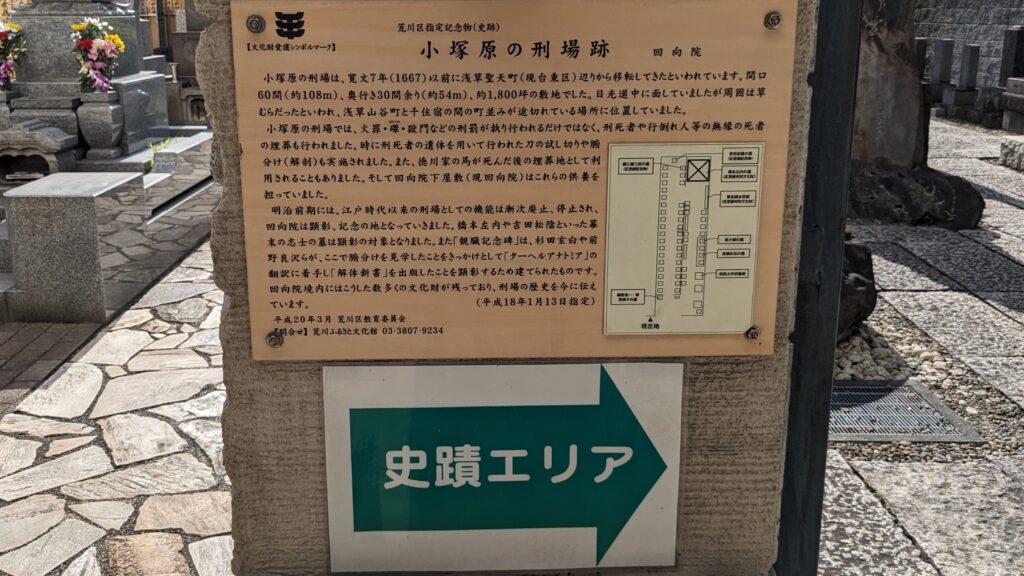 荒川区指定記念物(史跡)
【文化財愛護シンボルマーク】
小塚原の刑場跡 回向院
小塚原の刑場は、寛文7年(1667)以前に浅草聖天町(現台東区)辺りから移転してきたといわれています。間口
60間(約108m)、奥行き30間余り(約54m)、約1,800坪の敷地でした。日光道中に面していましたが周囲は草
むらだったといわれ、浅草山谷町と千住宿の間の町並みが途切れている場所に位置していました。
小塚原の刑場では、火罪・磔・獄門などの刑罰が執り行われるだけではなく、刑死者や行倒れ人等の無縁の死者
の埋葬も行われました。時に刑死者の遺体を用いて行われた刀の試し切りや腑
分け(解剖)も実施されました。また、徳川家の馬が死んだ後の埋葬地として利
用されることもありました。そして回向院下屋敷(現回向院)はこれらの供養を
担っていました。
明治前期には、江戸時代以来の刑場としての機能は漸次廃止、停止され、
回向院は顕彰、記念の地となっていきました。橋本左内や吉田松陰といった幕
末の志士の墓は顕彰の対象となりました。また「観臓記念碑」は、杉田玄白や前
野良沢らが、ここで腑分けを見学したことをきっかけとして「ターヘルアナトミア」の
翻訳に着手し「解体新書」を出版したことを顕彰するため建てられたものです。
回向院境内にはこうした数多くの文化財が残っており、刑場の歴史を今に伝え
ています。 (平成18年1月13日指定)
平成20年3月 荒川区教育委員会
【問合せ】荒川ふるさと文化館 03-3807-9234
現在地
史蹟エリア